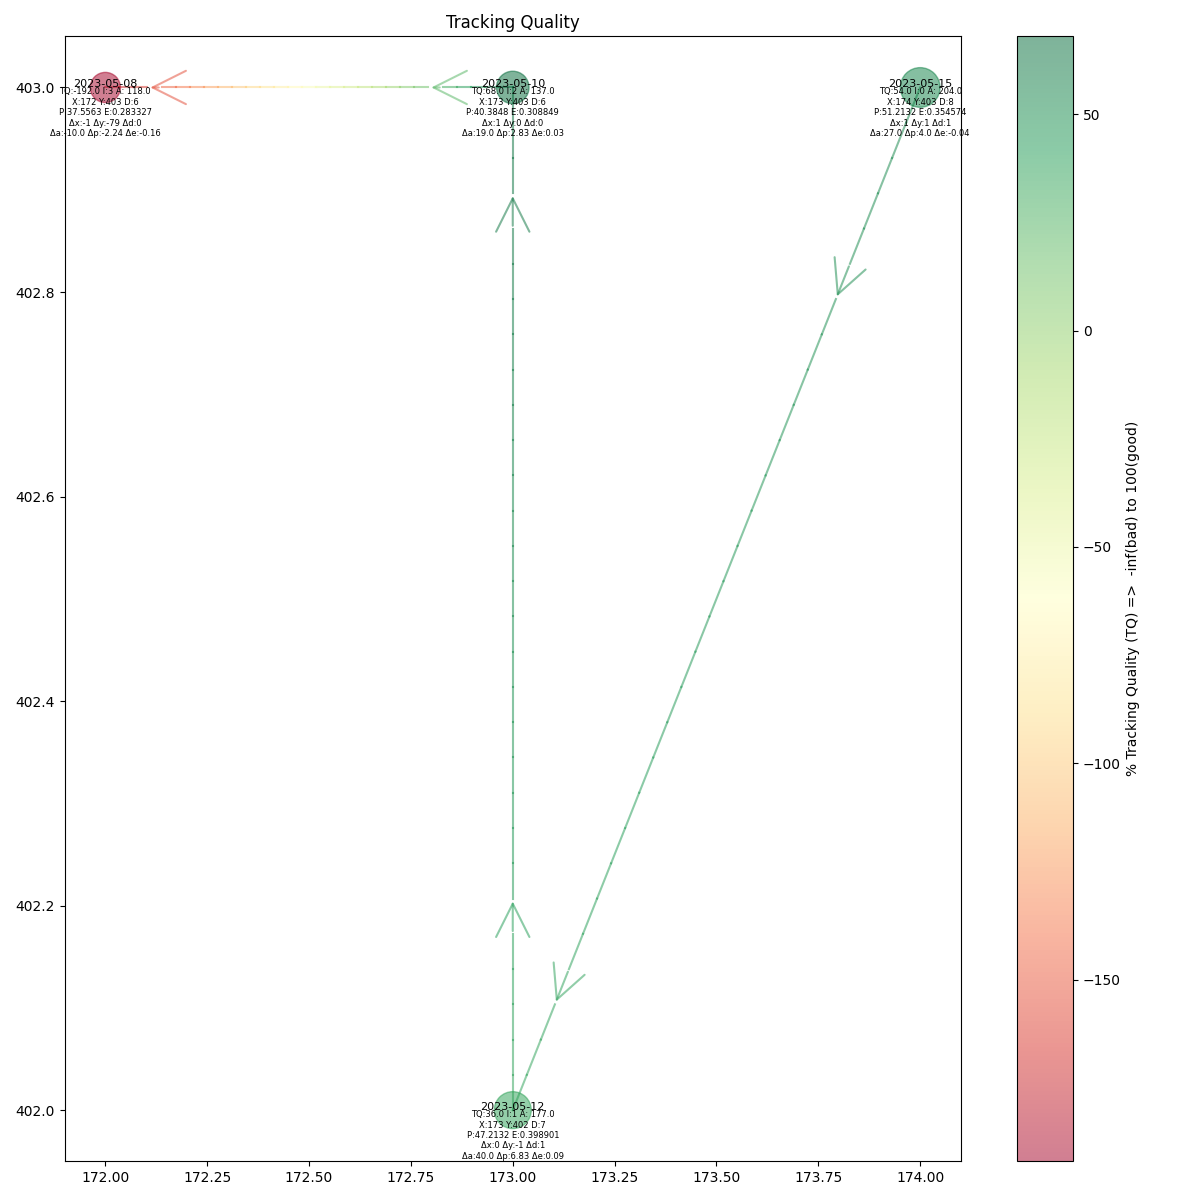 Tracking Quality
2023-05-08
TQ:-192.0 I:3 A: 118.0
X:172 Y:403 D:6
P:37.5563 E:0.283327
Δx:-1 Δy:-79 Δd:0
Δa:-10.0 Δp:-2.24 Δe:-0.16
2023-05-10
TQ:68.0 I:2 A: 137.0
X:173 Y:403 D:6
P:40.3848 E:0.308849
Δx:1 Δy:0 Δd:0
Δa:19.0 Δp:2.83 Δe:0.03
2023-05-15
TQ:54.0 I:0 A: 204.0
X:174 Y:403 D:8
P:51.2132 E:0.354574
Δx:1 Δy:1 Δd:1
Δa:27.0 Δp:4.0 Δe:-0.04
2023-05-12
TQ:36.0 I:1 A: 177.0
X:173 Y:402 D:7
P:47.2132 E:0.398901
Δx:0 Δy:-1 Δd:1
Δa:40.0 Δp:6.83 Δe:0.09
403.0
402.8
402.6
402.4
402.2
402.0
172.00 172.25 172.50 172.75 173.00 173.25 173.50 173.75 174.00
50
0
−50
−100
−150
% Tracking Quality (TQ) => -inf(bad) to 100(good)